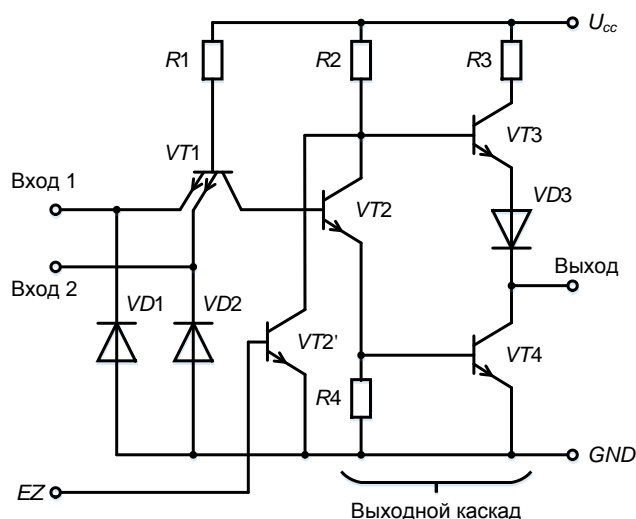 Ucc
R1
R2
R3
VT1
VT3
Вход 1
VT2
VD3
Вход 2
Выход
VD1
VD2
VT2'
VT4
R4
GND
EZ
Выходной каскад